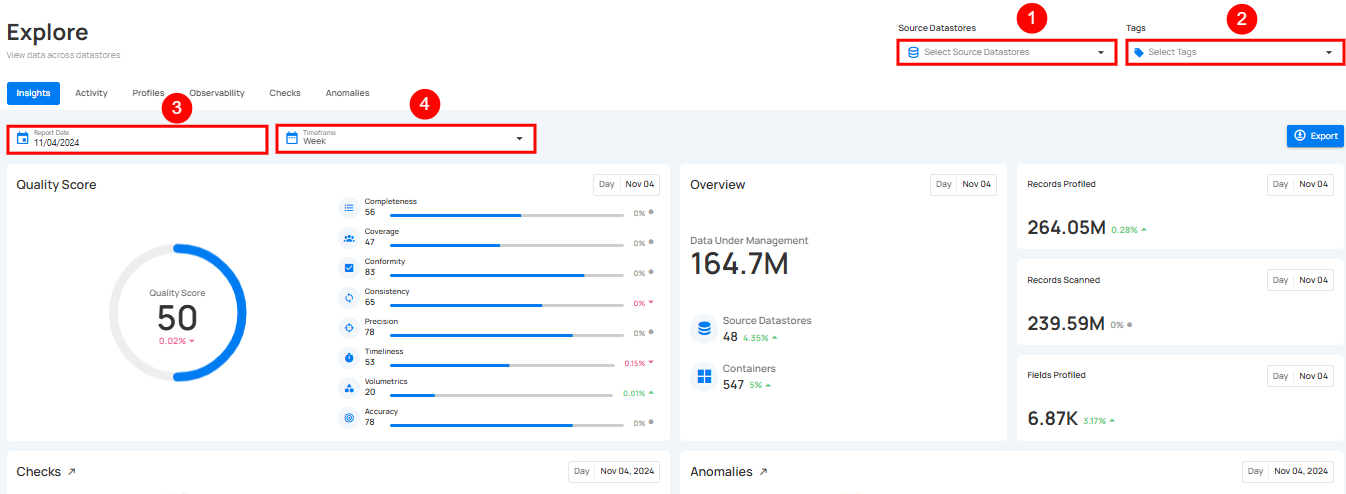 Explore
View data across datastores
Source Datastores
1
Select Source Datastores
Tags
2
Select Tags
Insights Activity Profiles Observability Checks Anomalies
3
4
Report Date
11/04/2024
Timeframe
Week
Export
Quality Score
Day Nov 04
Quality Score
50
0.02%
Completeness
56 0%
Coverage
47 0%
Conformity
83 0%
Consistency
65 0%
Precision
78 0%
Timeliness
53 0.15%
Volumetrics
20 0.01%
Accuracy
78 0%
Overview
Day Nov 04
Data Under Management
164.7M
Source Datastores
48 4.35%
Containers
547 5%
Records Profiled
Day Nov 04
264.05M 0.28%
Records Scanned
Day Nov 04
239.59M 0%
Fields Profiled
Day Nov 04
6.87K 3.17%
Checks
Day Nov 04, 2024
Anomalies
Day Nov 04, 2024